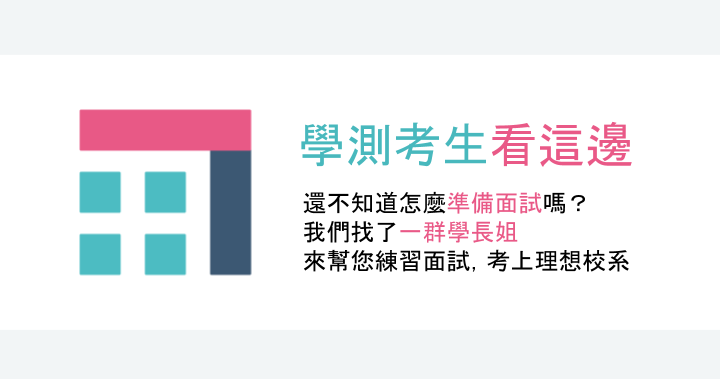 學測考生看這邊
還不知道怎麼準備面試嗎？
我們找了一群學長姐
來幫您練習面試，考上理想校系